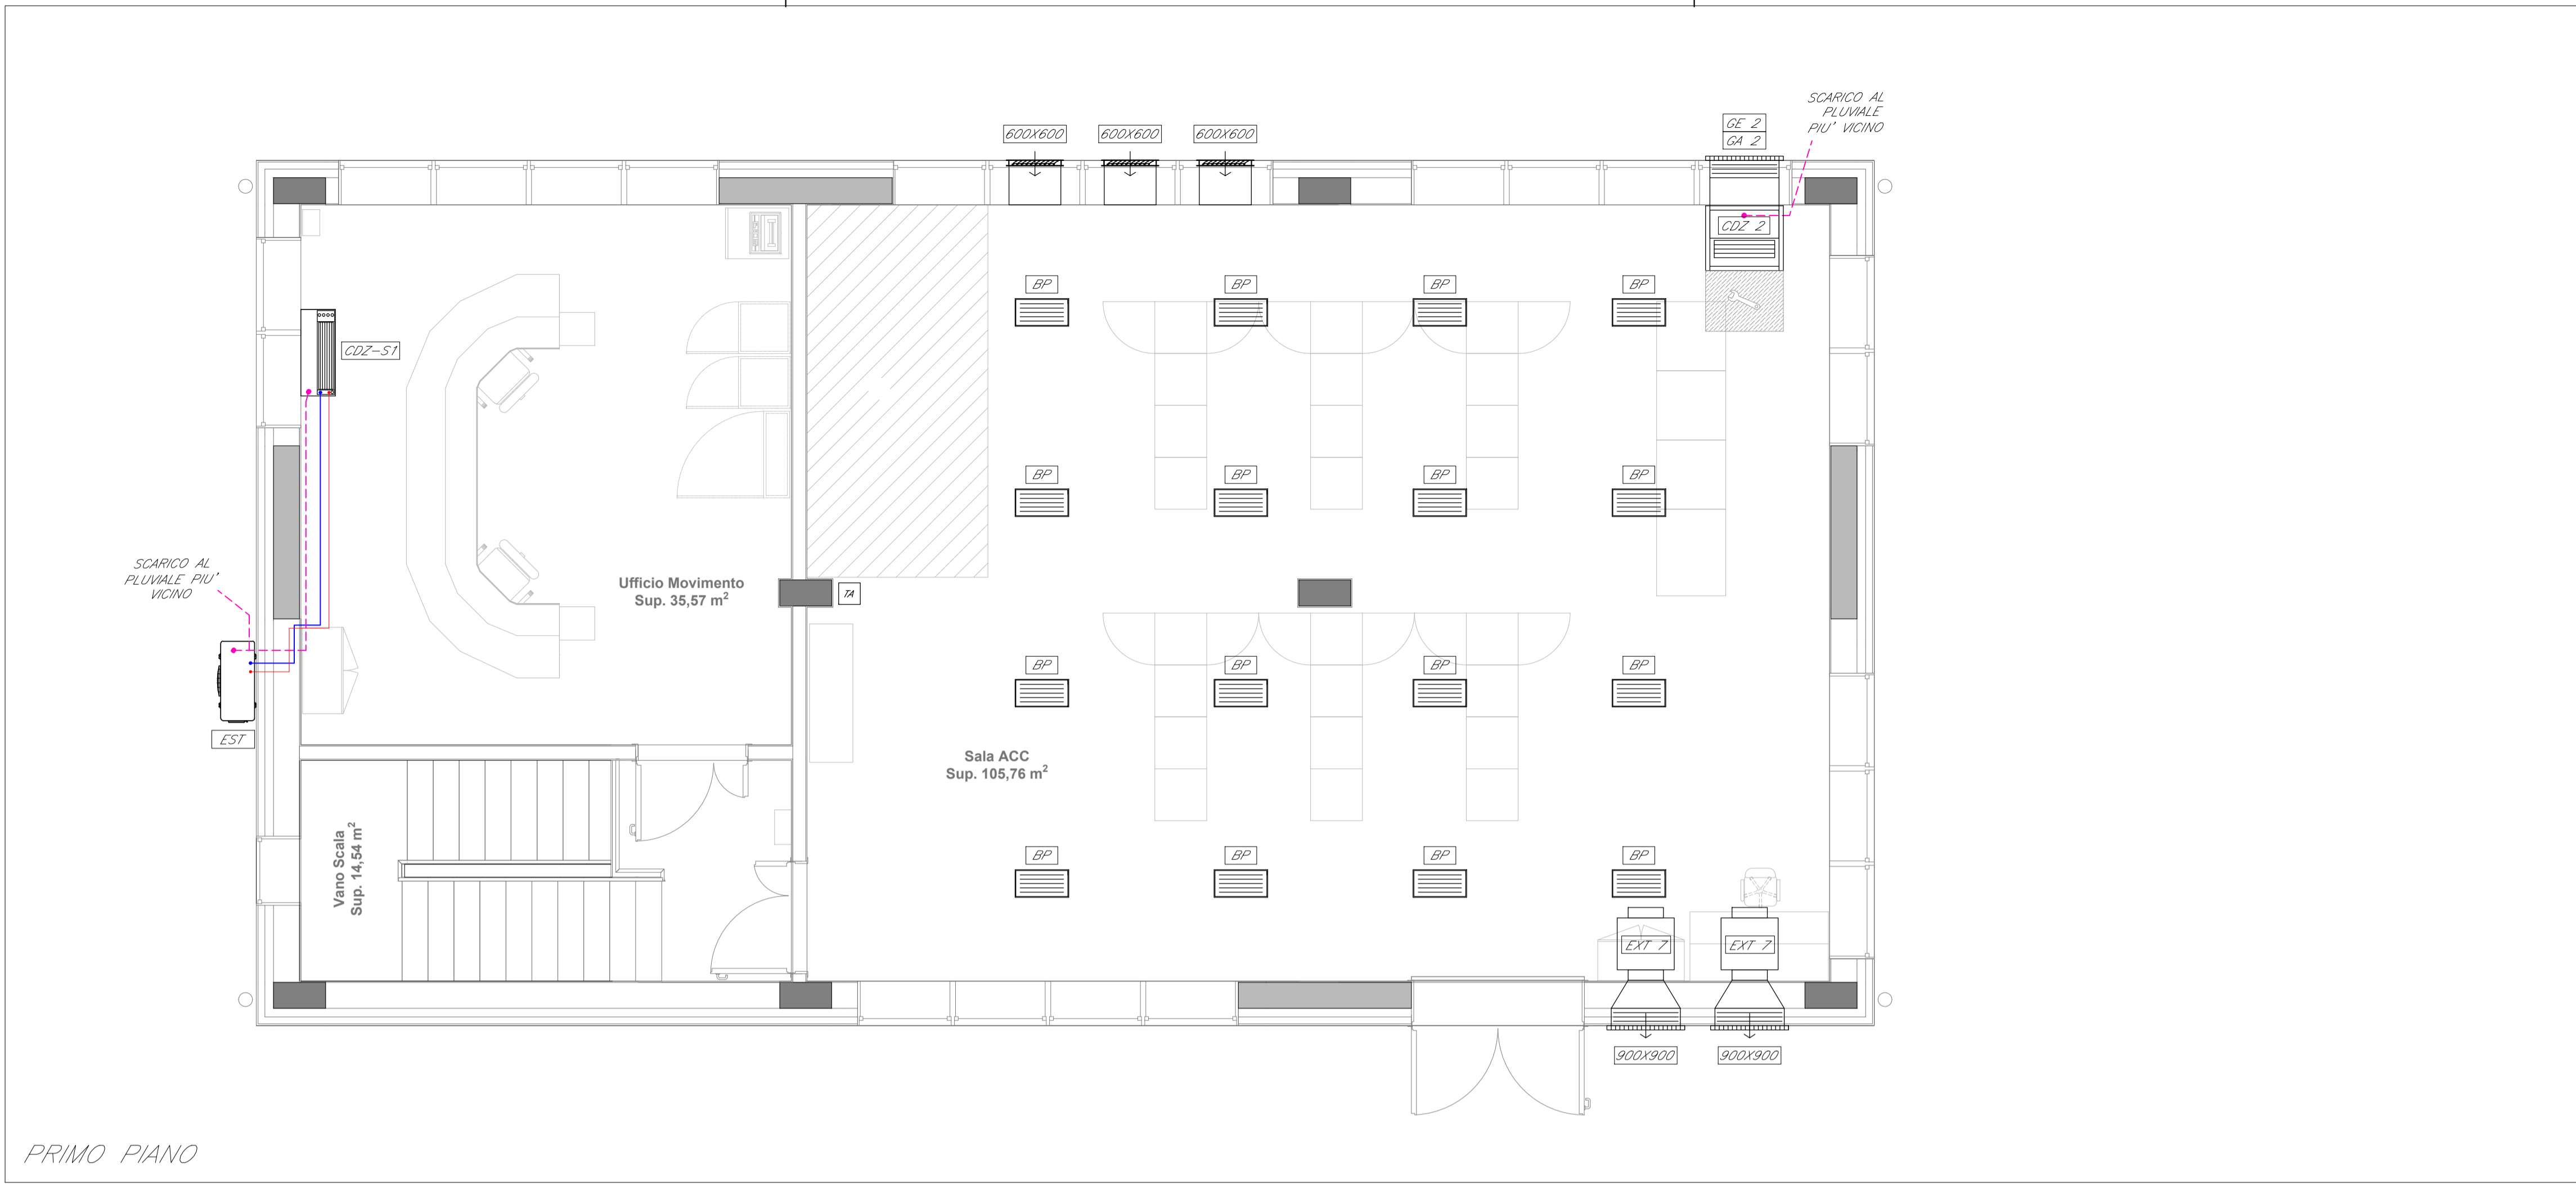 SCARICO AL
PLUVIALE
PIU' VICINO
600X600
600X600
600X600
GE 2
GA 2
CDZ 2
BP
BP
BP
BP
CDZ-S1
BP
BP
BP
BP
SCARICO AL
PLUVIALE PIU'
VICINO
Ufficio Movimento
Sup. 35,57 m²
TA
BP
BP
BP
BP
EST
Sala ACC
Sup. 105,76 m²
Vano Scala
Sup. 14,54 m²
BP
BP
BP
BP
EXT 7
EXT 7
900X900
900X900
PRIMO PIANO